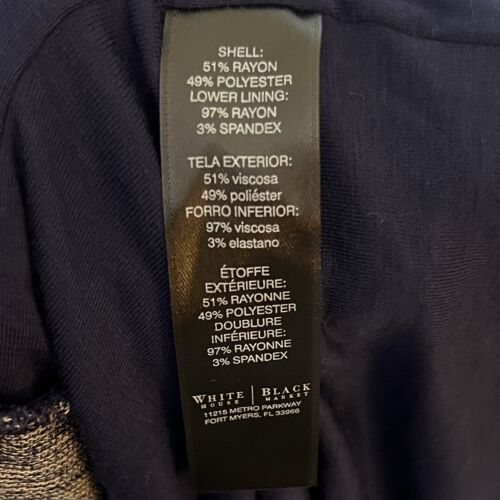 SHELL:
51% RAYON
49% POLYESTER
LOWER LINING:
97% RAYON
3% SPANDEX
TELA EXTERIOR:
51% viscosa
49% poliéster
FORRO INFERIOR:
97% viscosa
3% elastano
ÉTOFFE
EXTÉRIEURE:
51% RAYONNE
49% POLYESTER
DOUBLURE
INFÉRIEURE:
97% RAYONNE
3% SPANDEX
WHITE HOUSE | BLACK MARKET
11215 METRO PARKWAY
FORT MYERS, FL 33966